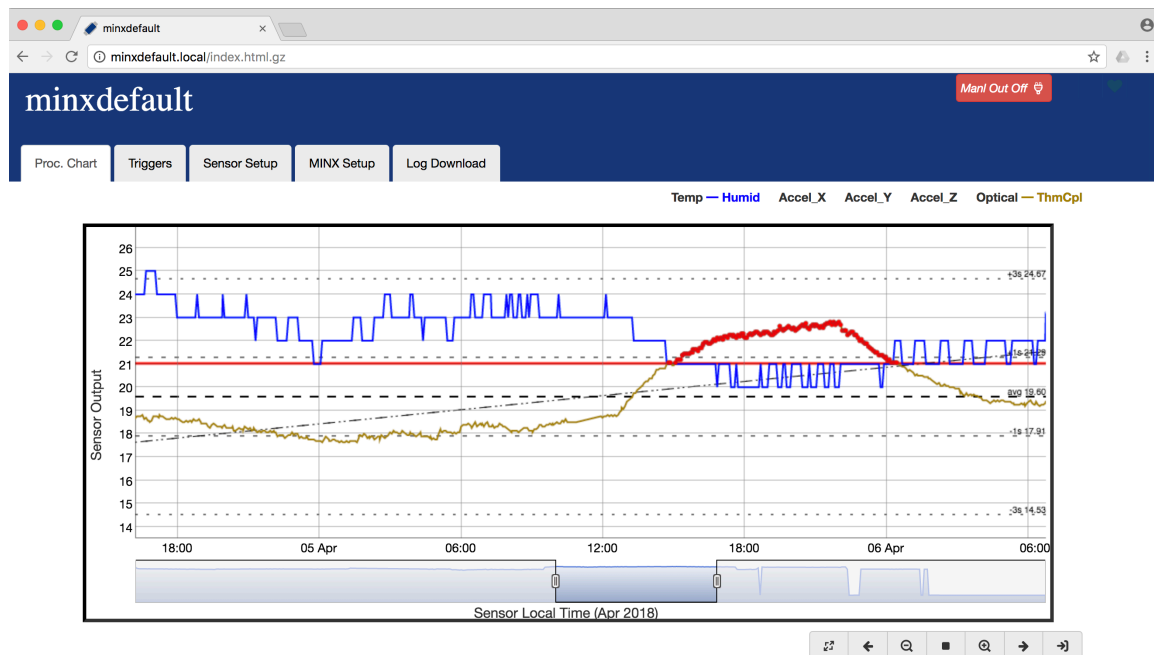 minxdefault
minxdefault.local/index.html.gz
minxdefault
Manl Out Off
Proc. Chart Triggers Sensor Setup MINX Setup Log Download
Temp — Humid Accel_X Accel_Y Accel_Z Optical — ThmCpl
26
25
+3s 24.67
24
23
22
+1s 21.29
21
20
avg 19.60
19
18
-1s 17.91
17
16
15
-3s 14.53
14
Sensor Output
18:00 05 Apr 06:00 12:00 18:00 06 Apr 06:00
Sensor Local Time (Apr 2018)